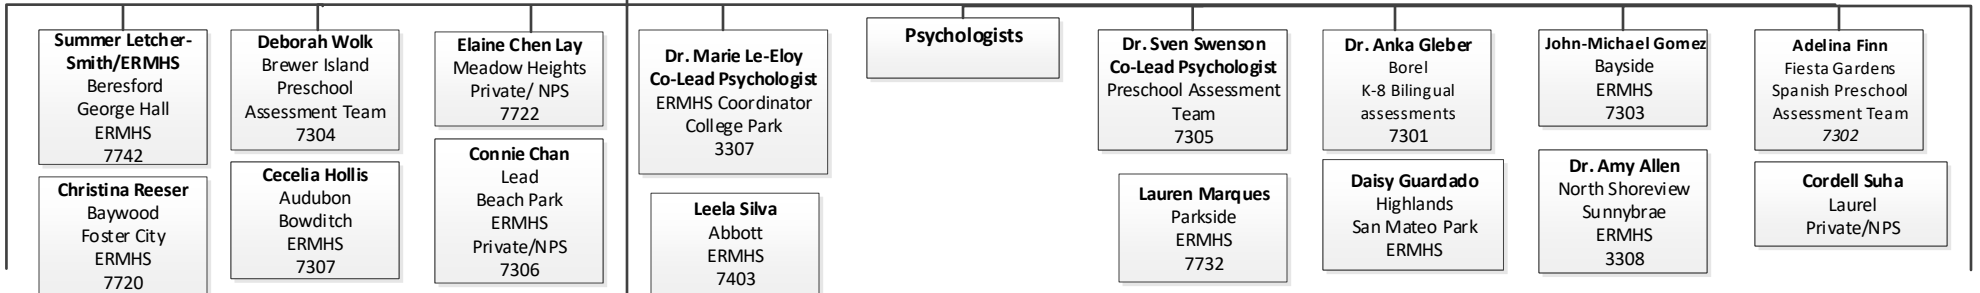 Summer Letcher-
Smith/ERMHS
Beresford
George Hall
ERMHS
7742
Christina Reeser
Baywood
Foster City
ERMHS
7720
Deborah Wolk
Brewer Island
Preschool
Assessment Team
7304
Cecelia Hollis
Audubon
Bowditch
ERMHS
7307
Elaine Chen Lay
Meadow Heights
Private/ NPS
7722
Connie Chan
Lead
Beach Park
ERMHS
Private/NPS
7306
Dr. Marie Le-Eloy
Co-Lead Psychologist
ERMHS Coordinator
College Park
3307
Leela Silva
Abbott
ERMHS
7403
Psychologists
Dr. Sven Swenson
Co-Lead Psychologist
Preschool Assessment
Team
7305
Lauren Marques
Parkside
ERMHS
7732
Dr. Anka Gleber
Borel
K-8 Bilingual
assessments
7301
Daisy Guardado
Highlands
San Mateo Park
ERMHS
John-Michael Gomez
Bayside
ERMHS
7303
Dr. Amy Allen
North Shoreview
Sunnybrae
ERMHS
3308
Adelina Finn
Fiesta Gardens
Spanish Preschool
Assessment Team
7302
Cordell Suha
Laurel
Private/NPS